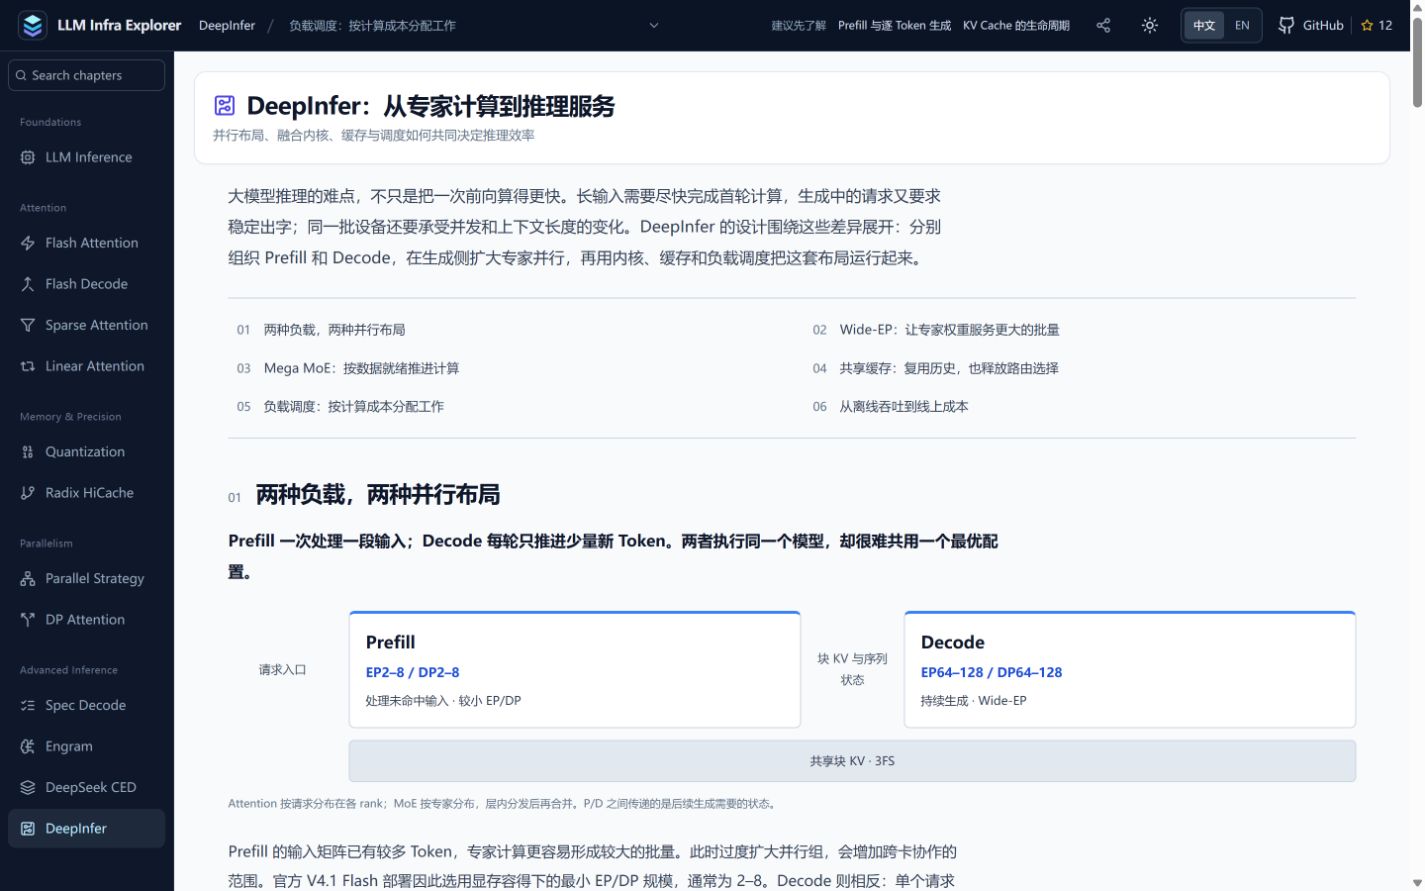 LLM Infra Explorer
DeepInfer / 负载调度：按计算成本分配工作
建议先了解 Prefill 与逐 Token 生成 KV Cache 的生命周期
中文 EN
GitHub
12
Search chapters
Foundations
LLM Inference
Attention
Flash Attention
Flash Decode
Sparse Attention
Linear Attention
Memory & Precision
Quantization
Radix HiCache
Parallelism
Parallel Strategy
DP Attention
Advanced Inference
Spec Decode
Engram
DeepSeek CED
DeepInfer
DeepInfer：从专家计算到推理服务
并行布局、融合内核、缓存与调度如何共同决定推理效率
大模型推理的难点，不只是把一次前向算得更快。长输入需要尽快完成首轮计算，生成中的请求又要求
稳定出字；同一批设备还要承受并发和上下文长度的变化。DeepInfer 的设计围绕这些差异展开：分别
组织 Prefill 和 Decode，在生成侧扩大专家并行，再用内核、缓存和负载调度把这套布局运行起来。
01 两种负载，两种并行布局
02 Wide-EP：让专家权重服务更大的批量
03 Mega MoE：按数据就绪推进计算
04 共享缓存：复用历史，也释放路由选择
05 负载调度：按计算成本分配工作
06 从离线吞吐到线上成本
01 两种负载，两种并行布局
Prefill 一次处理一段输入；Decode 每轮只推进少量新 Token。两者执行同一个模型，却很难共用一个最优配
置。
请求入口
Prefill
EP2–8 / DP2–8
处理未命中输入 · 较小 EP/DP
块 KV 与序列
状态
Decode
EP64–128 / DP64–128
持续生成 · Wide-EP
共享块 KV · 3FS
Attention 按请求分布在各 rank；MoE 按专家分布，层内分发后再合并。P/D 之间传递的是后续生成需要的状态。
Prefill 的输入矩阵已有较多 Token，专家计算更容易形成较大的批量。此时过度扩大并行组，会增加跨卡协作的
范围。官方 V4.1 Flash 部署因此选用显存容得下的最小 EP/DP 规模，通常为 2–8。Decode 则相反：单个请求